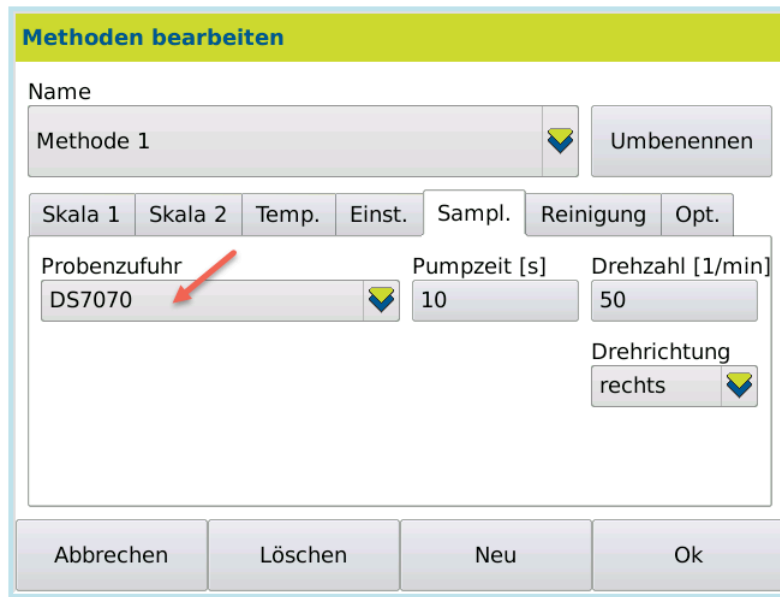 Methoden bearbeiten
Name
Methode 1
Umbenennen
Skala 1 Skala 2 Temp. Einst. Sampl. Reinigung Opt.
Probenzufuhr Pumpzeit [s] Drehzahl [1/min]
DS7070 10 50
Drehrichtung
rechts
Abbrechen Löschen Neu Ok